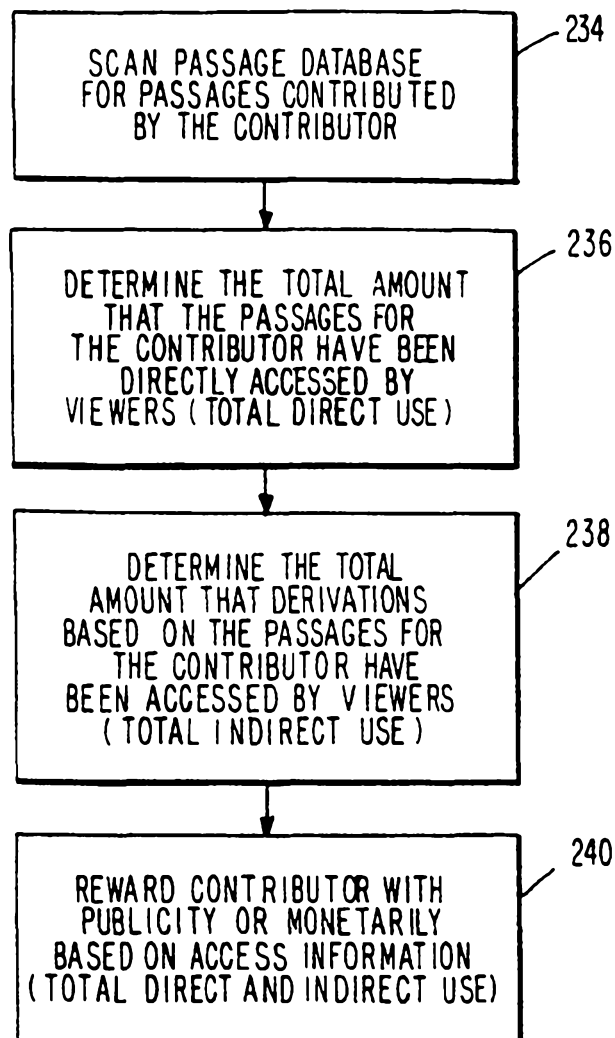 234
SCAN PASSAGE DATABASE
FOR PASSAGES CONTRIBUTED
BY THE CONTRIBUTOR
236
DETERMINE THE TOTAL AMOUNT
THAT THE PASSAGES FOR
THE CONTRIBUTOR HAVE BEEN
DIRECTLY ACCESSED BY
VIEWERS (TOTAL DIRECT USE)
238
DETERMINE THE TOTAL
AMOUNT THAT DERIVATIONS
BASED ON THE PASSAGES FOR
THE CONTRIBUTOR HAVE
BEEN ACCESSED BY VIEWERS
(TOTAL INDIRECT USE)
240
REWARD CONTRIBUTOR WITH
PUBLICITY OR MONETARILY
BASED ON ACCESS INFORMATION
(TOTAL DIRECT AND INDIRECT USE)